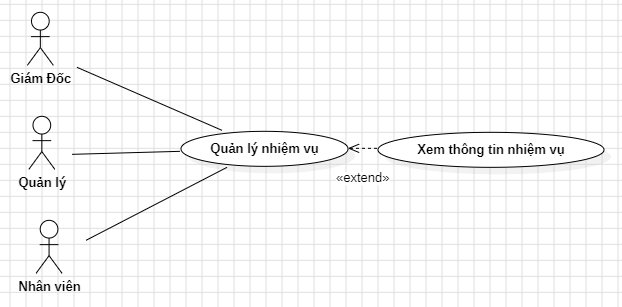 Giám Đốc
Quản lý nhiệm vụ
Xem thông tin nhiệm vụ
Quản lý
«extend»
Nhân viên